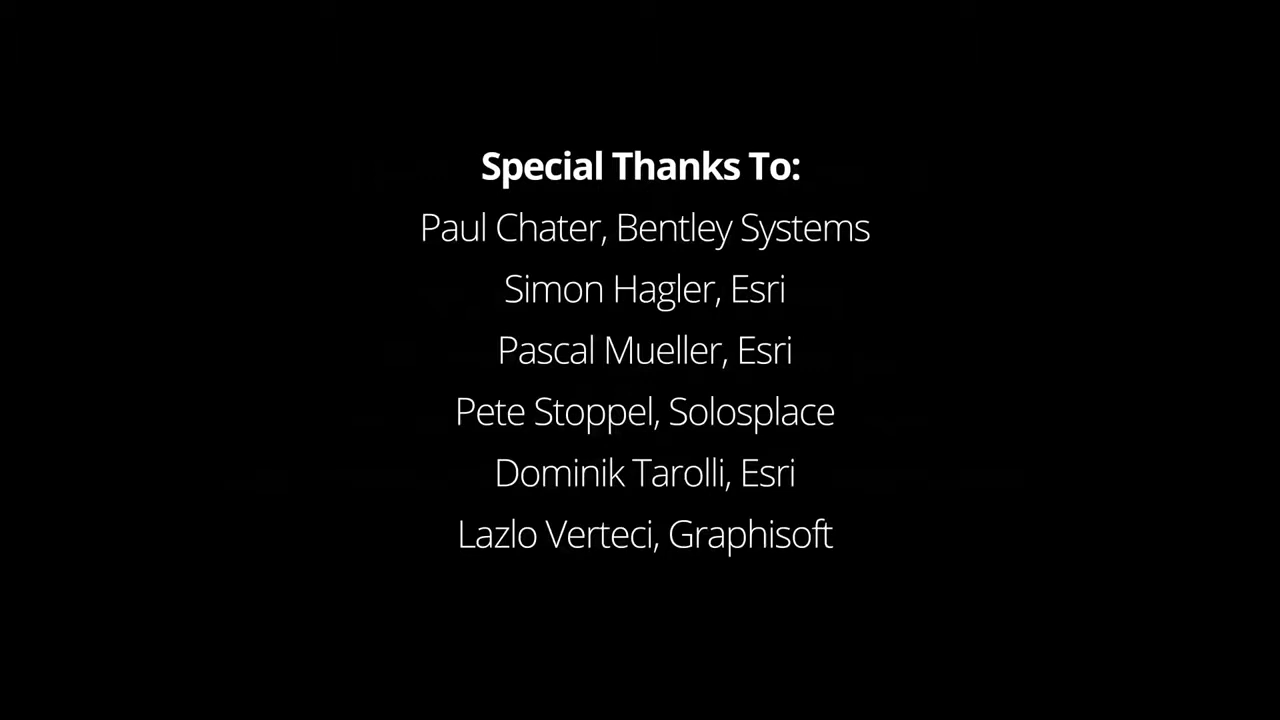 Special Thanks To:
Paul Chater, Bentley Systems
Simon Hagler, Esri
Pascal Mueller, Esri
Pete Stoppel, Solosplace
Dominik Tarolli, Esri
Lazlo Verteci, Graphisoft